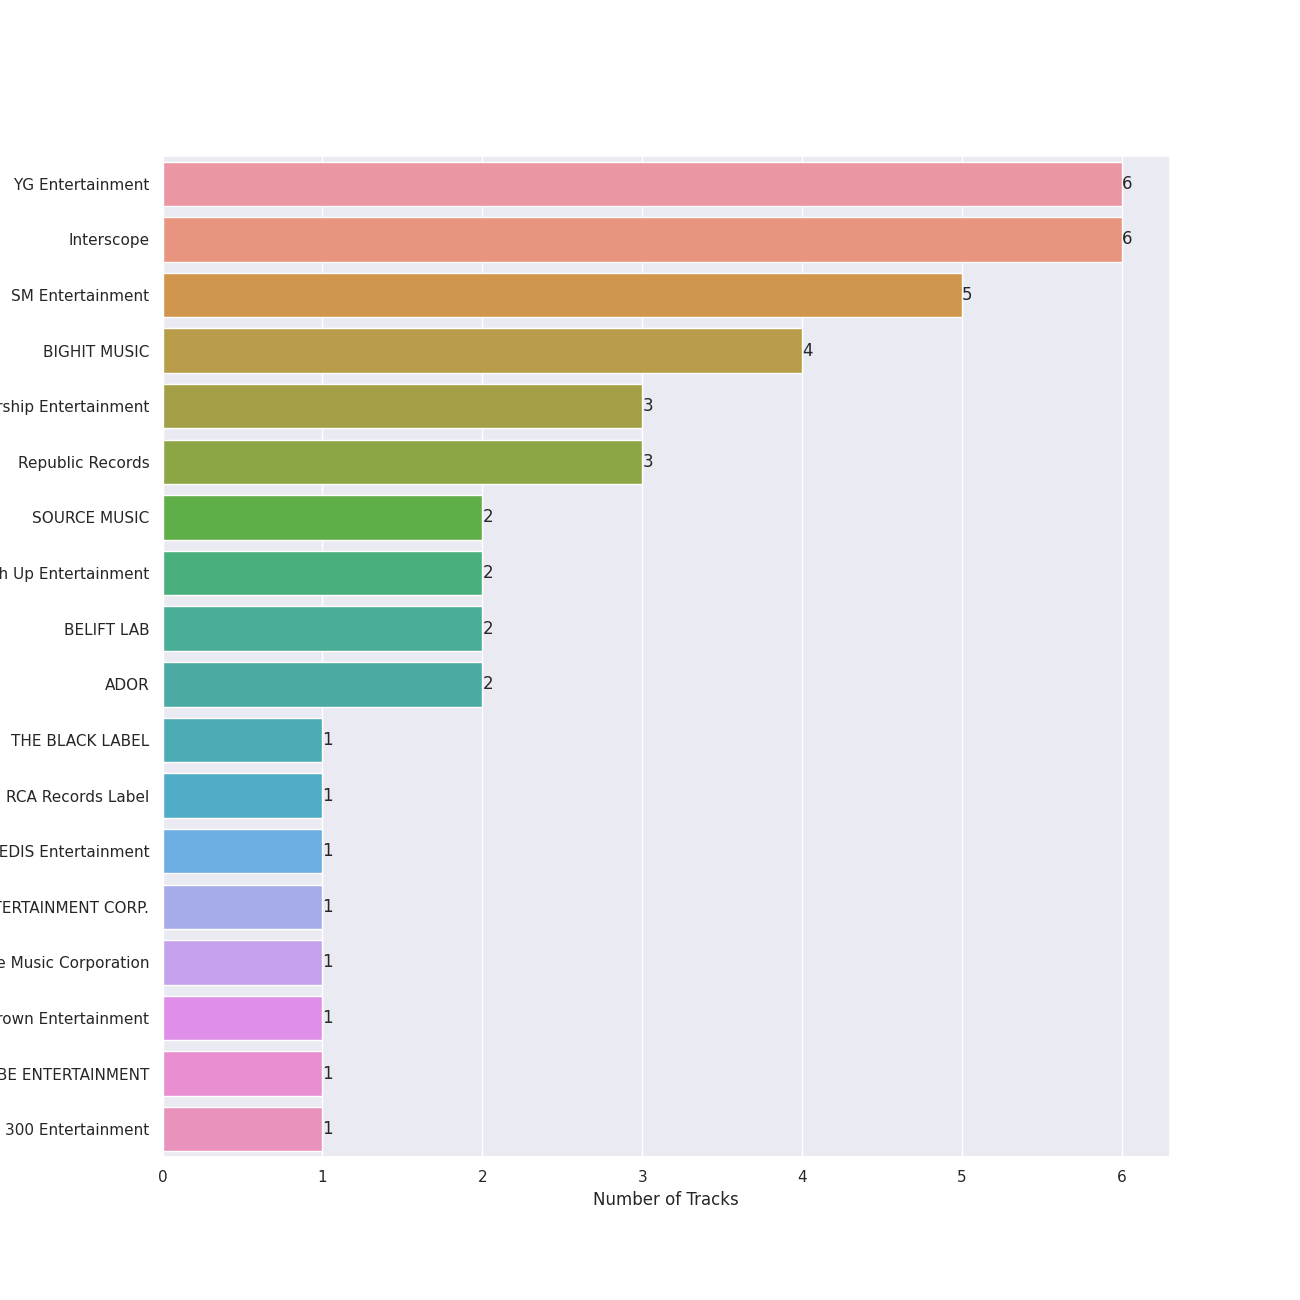 YG Entertainment 6
Interscope 6
SM Entertainment 5
BIGHIT MUSIC 4
rship Entertainment 3
Republic Records 3
SOURCE MUSIC 2
h Up Entertainment 2
BELIFT LAB 2
ADOR 2
THE BLACK LABEL 1
RCA Records Label 1
EDIS Entertainment 1
TERTAINMENT CORP. 1
e Music Corporation 1
rown Entertainment 1
BE ENTERTAINMENT 1
300 Entertainment 1
0 1 2 3 4 5 6
Number of Tracks